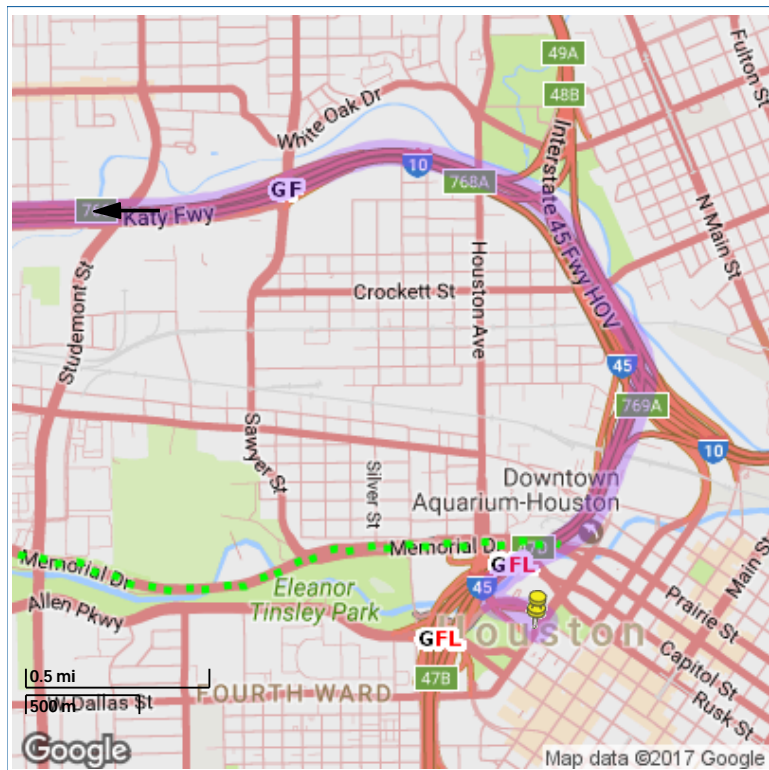 49A
48B
Fulton St
White Oak Dr
10
768A
Interstate 45 Fwy HOV
GF
Katy Fwy
N Main St
Studemont St
Crockett St
Houston Ave
45
769A
10
Sawyer St
Silver St
Downtown
Aquarium-Houston
Memorial Dr
Memorial Dr
GFL
45
Main St
Eleanor
Tinsley Park
Allen Pkwy
Prairie St
Houston
GFL
Capitol St
0.5 mi
47B
FOURTH WARD
W Dallas St
500m
Rusk St
Google
Map data ©2017 Google